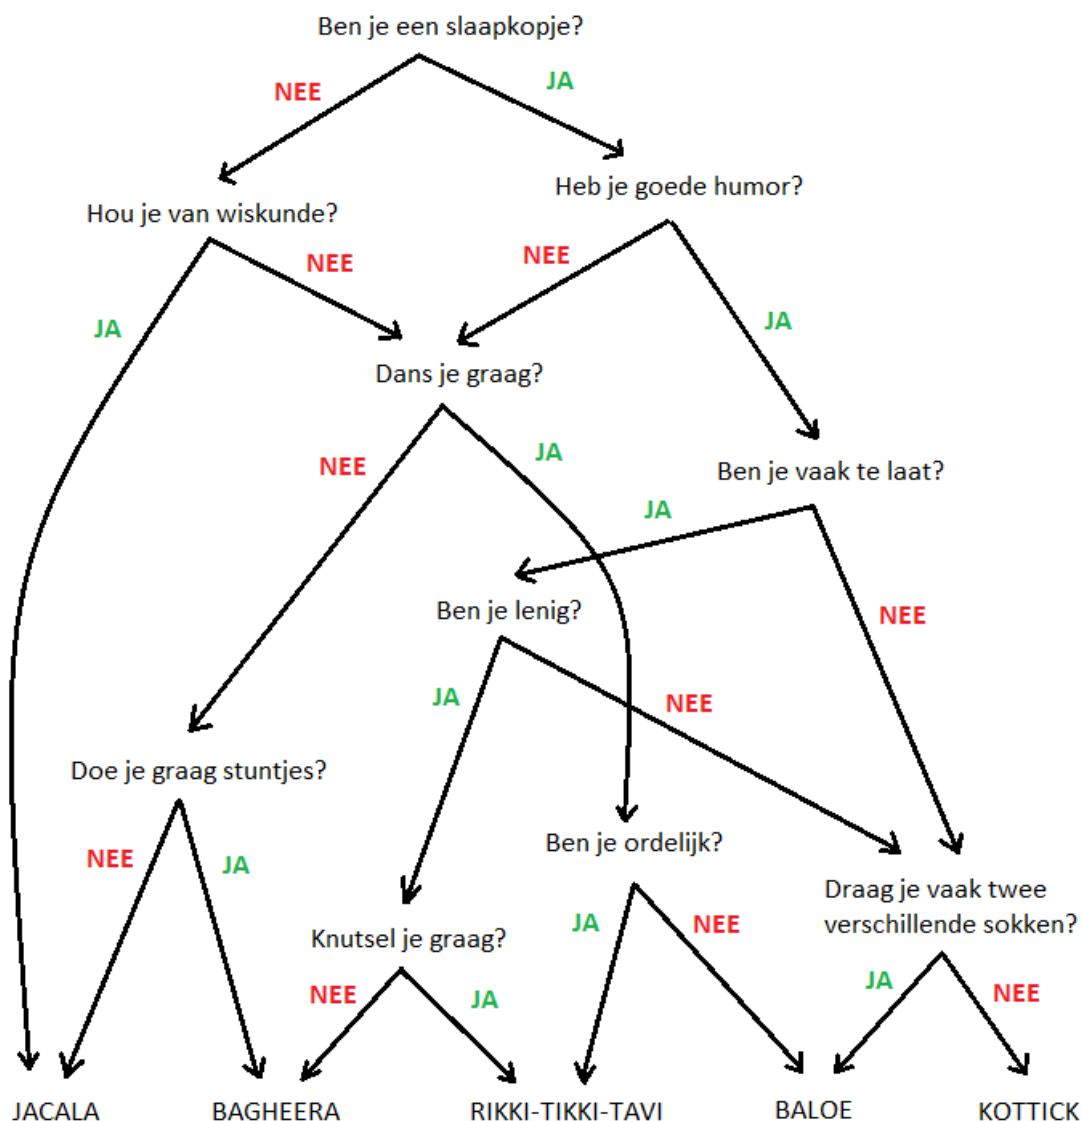 Ben je een slaapkopje?
NEE
JA
Heb je goede humor?
Hou je van wiskunde?
NEE
NEE
JA
JA
Dans je graag?
NEE
JA
Ben je vaak te laat?
JA
Ben je lenig?
NEE
JA
NEE
Doe je graag stuntjes?
Ben je ordelijk?
NEE
JA
Draag je vaak twee
verschillende sokken?
JA
NEE
Knutsel je graag?
NEE
JA
JA
NEE
JACALA
BAGHEERA
RIKKI-TIKKI-TAVI
BALOE
KOTTICK